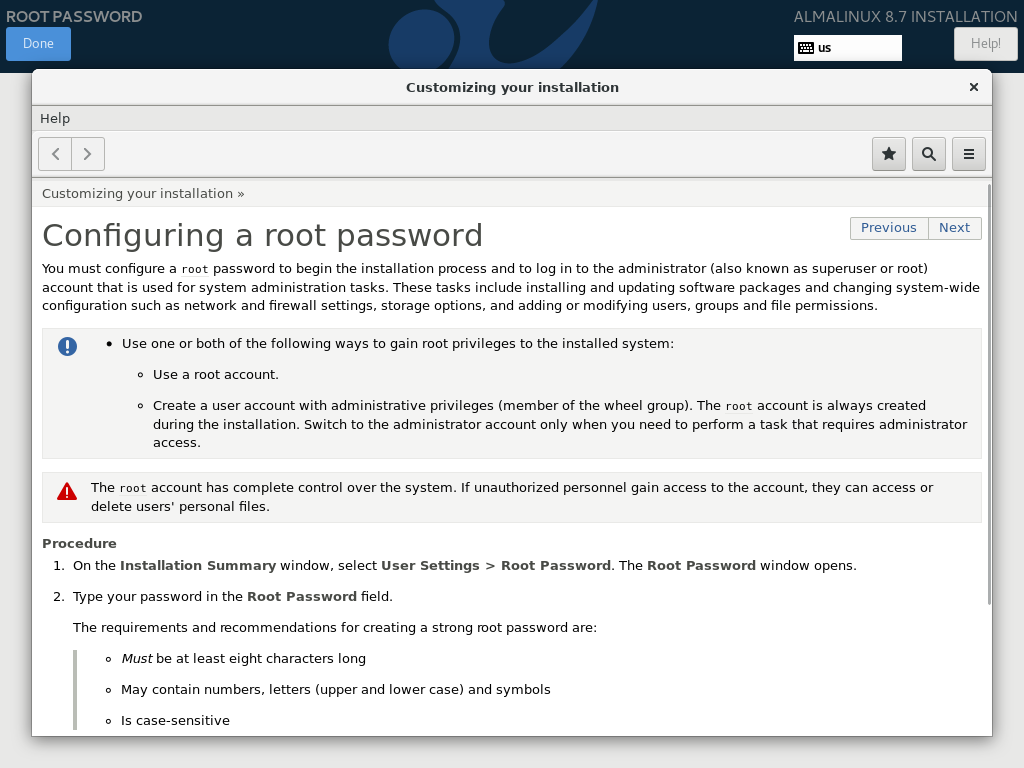 ROOT PASSWORD
ALMALINUX 8.7 INSTALLATION
Done
us
Help!
Customizing your installation
Help
Customizing your installation »
Configuring a root password
Previous
Next
You must configure a root password to begin the installation process and to log in to the administrator (also known as superuser or root)
account that is used for system administration tasks. These tasks include installing and updating software packages and changing system-wide
configuration such as network and firewall settings, storage options, and adding or modifying users, groups and file permissions.
• Use one or both of the following ways to gain root privileges to the installed system:
◦ Use a root account.
◦ Create a user account with administrative privileges (member of the wheel group). The root account is always created
during the installation. Switch to the administrator account only when you need to perform a task that requires administrator
access.
The root account has complete control over the system. If unauthorized personnel gain access to the account, they can access or
delete users' personal files.
Procedure
1. On the Installation Summary window, select User Settings > Root Password. The Root Password window opens.
2. Type your password in the Root Password field.
The requirements and recommendations for creating a strong root password are:
◦ Must be at least eight characters long
◦ May contain numbers, letters (upper and lower case) and symbols
◦ Is case-sensitive